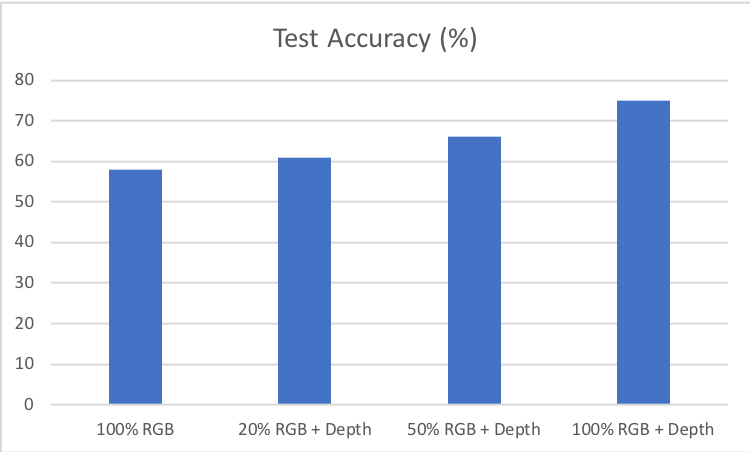 Test Accuracy (%)
80
70
60
50
40
30
20
10
0
100% RGB
20% RGB + Depth
50% RGB + Depth
100% RGB + Depth